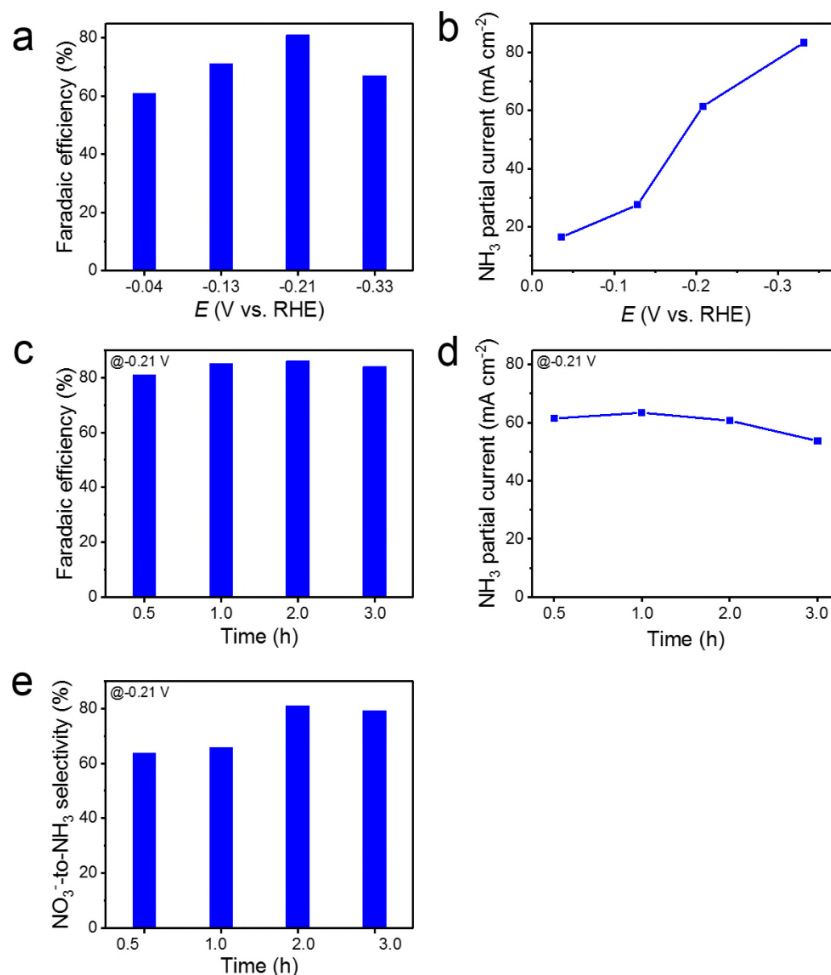 a
Faradaic efficiency (%)
80
60
40
20
0
-0.04 -0.13 -0.21 -0.33
E (V vs. RHE)
b
NH₃ partial current (mA cm⁻²)
80
60
40
20
0.0 -0.1 -0.2 -0.3
E (V vs. RHE)
c
@-0.21 V
Faradaic efficiency (%)
80
60
40
20
0
0.5 1.0 2.0 3.0
Time (h)
d
@-0.21 V
NH₃ partial current (mA cm⁻²)
80
60
40
20
0
0.5 1.0 2.0 3.0
Time (h)
e
@-0.21 V
NO₃⁻-to-NH₃ selectivity (%)
80
60
40
20
0
0.5 1.0 2.0 3.0
Time (h)